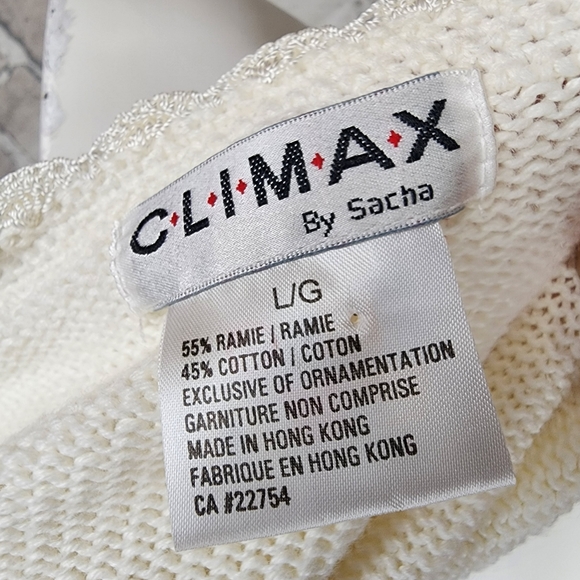 C·L·I·M·A·X
By Sacha
L/G
55% RAMIE / RAMIE
45% COTTON / COTON
EXCLUSIVE OF ORNAMENTATION
GARNITURE NON COMPRISE
MADE IN HONG KONG
FABRIQUE EN HONG KONG
CA #22754